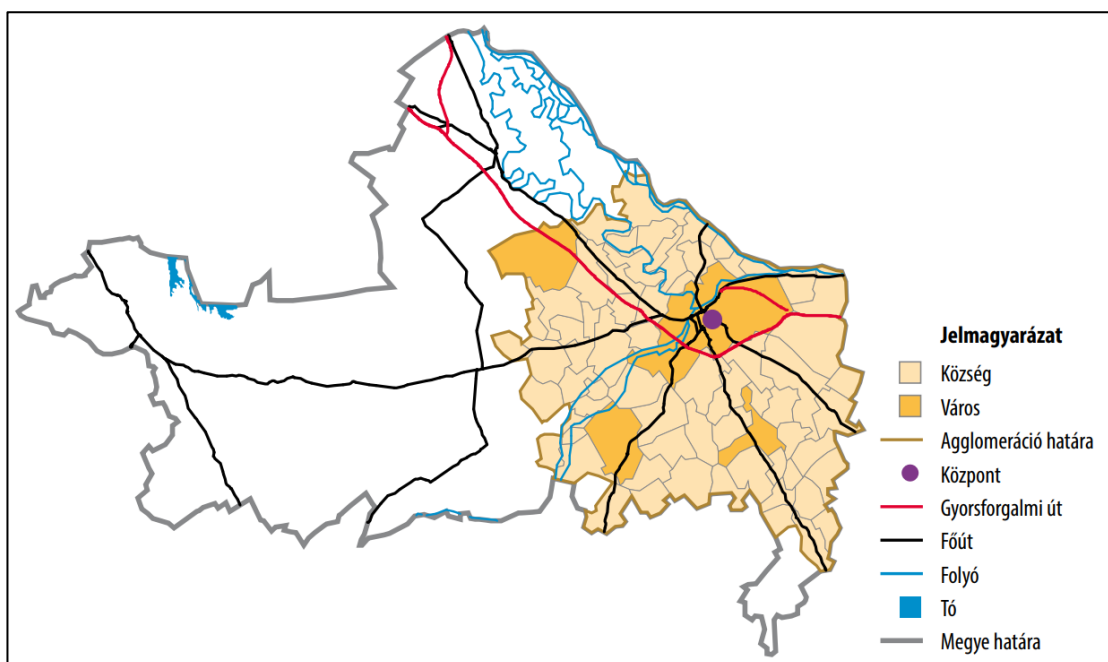 Jelmagyarázat
Község
Város
Agglomeráció határa
Központ
Gyorsforgalmi út
Főút
Folyó
Tó
Megye határa